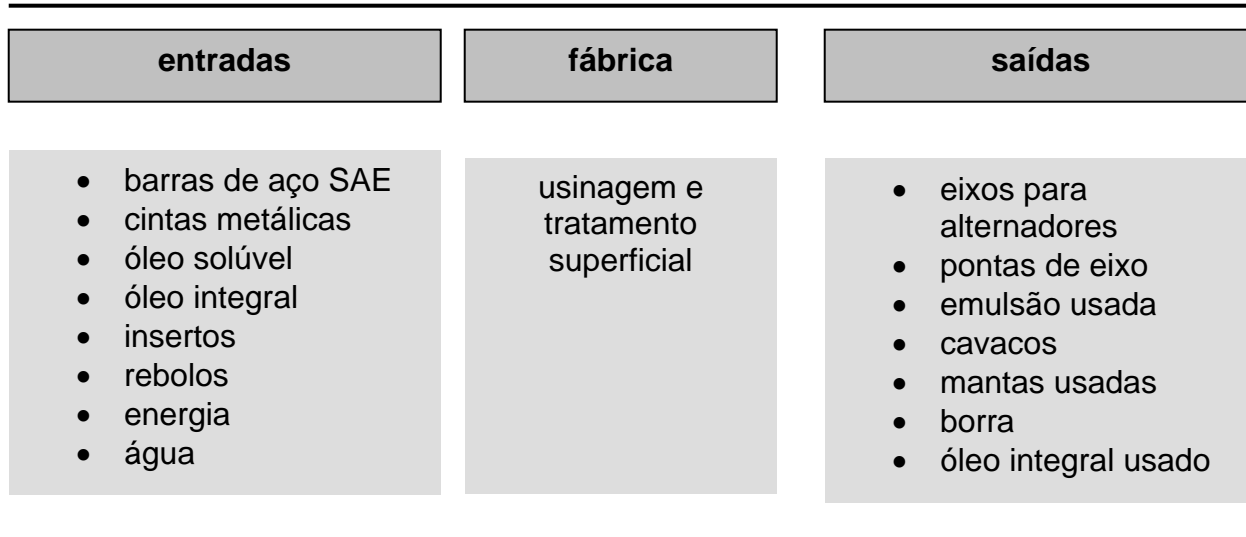 entradas
fábrica
saídas
• barras de aço SAE
• cintas metálicas
• óleo solúvel
• óleo integral
• insertos
• rebolos
• energia
• água
usinagem e
tratamento
superficial
• eixos para
alternadores
• pontas de eixo
• emulsão usada
• cavacos
• mantas usadas
• borra
• óleo integral usado